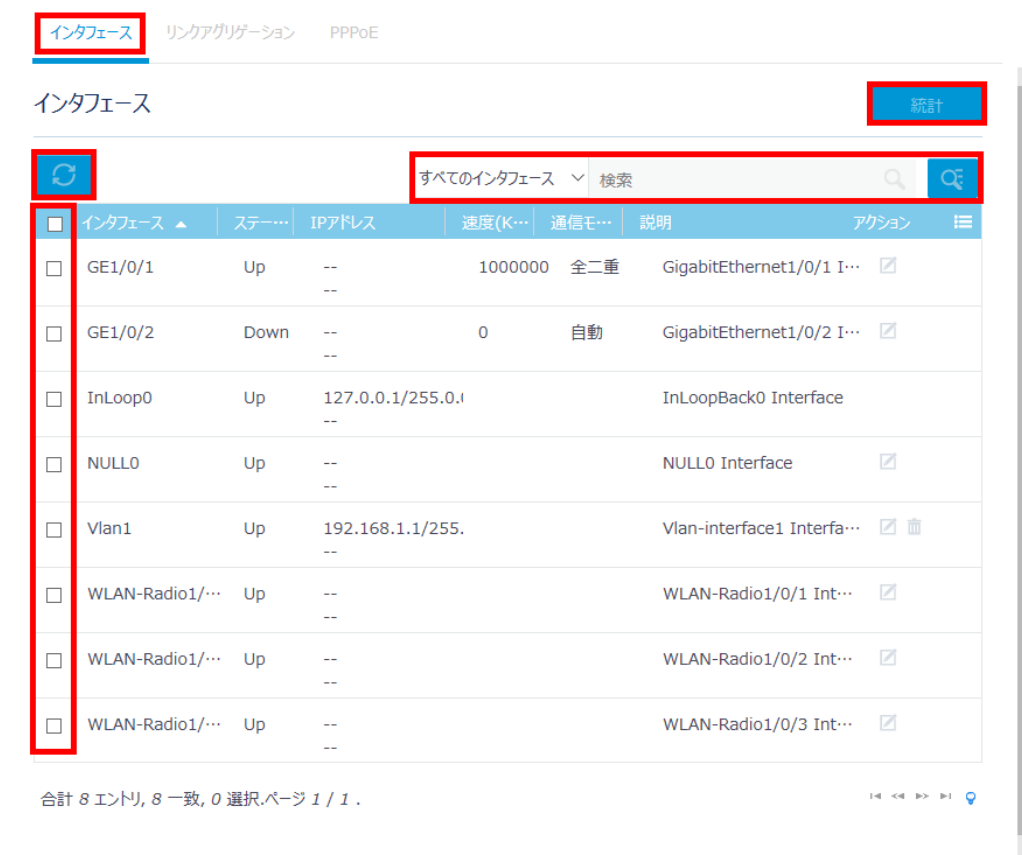 インタフェース リンクアグリゲーション PPPoE
インタフェース 統計
すべてのインタフェース 検索
インタフェース ステー… IPアドレス 速度(K… 通信モ… 説明 アクション
GE1/0/1 Up -- 1000000 全二重 GigabitEthernet1/0/1 I…
--
GE1/0/2 Down -- 0 自動 GigabitEthernet1/0/2 I…
--
InLoop0 Up 127.0.0.1/255.0.( InLoopBack0 Interface
--
NULL0 Up -- NULL0 Interface
--
Vlan1 Up 192.168.1.1/255. Vlan-interface1 Interfa…
--
WLAN-Radio1/… Up -- WLAN-Radio1/0/1 Int…
--
WLAN-Radio1/… Up -- WLAN-Radio1/0/2 Int…
--
WLAN-Radio1/… Up -- WLAN-Radio1/0/3 Int…
--
合計 8 エントリ, 8 一致, 0 選択.ページ 1 / 1 .